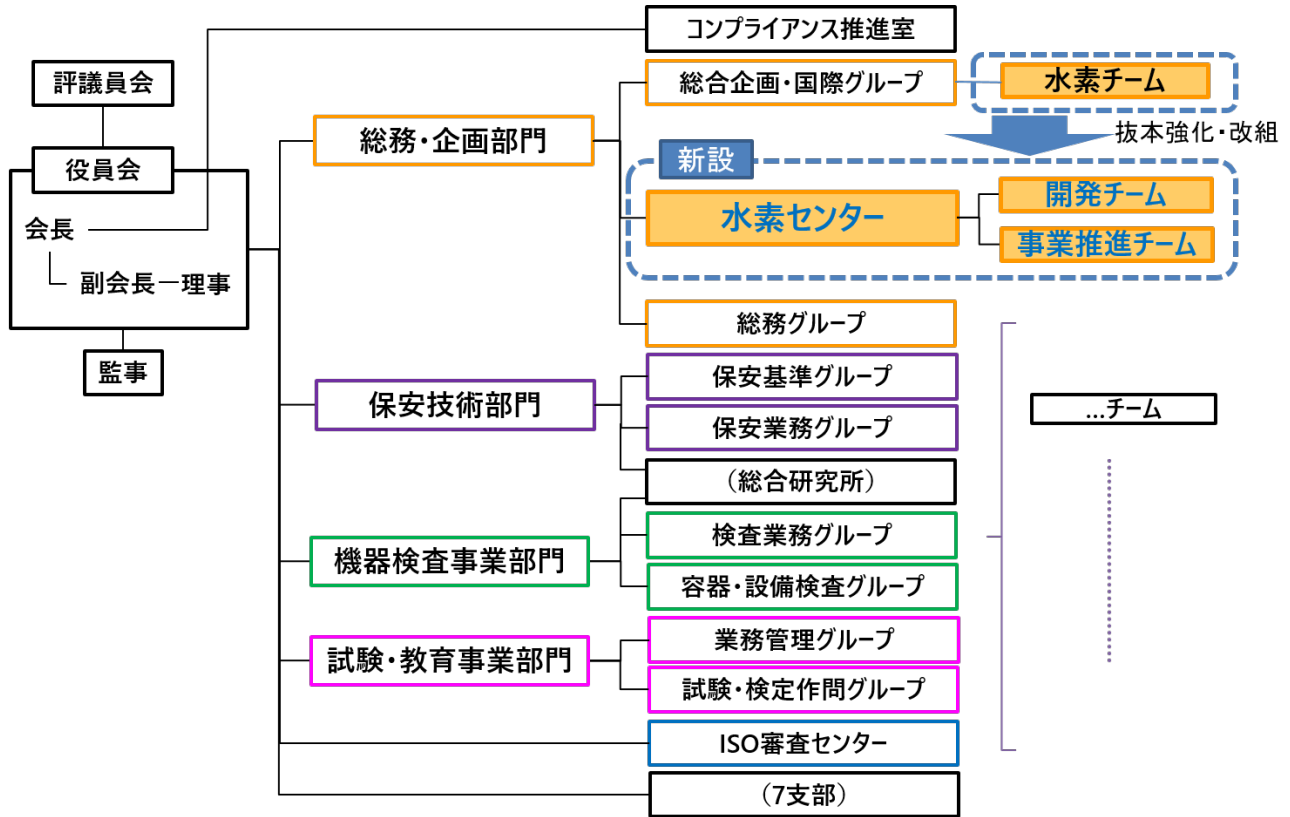 コンプライアンス推進室
評議員会
総合企画・国際グループ
水素チーム
抜本強化・改組
総務・企画部門
役員会
新設
水素センター
開発チーム
事業推進チーム
会長
副会長－理事
総務グループ
監事
保安技術部門
保安基準グループ
保安業務グループ
...チーム
（総合研究所）
機器検査事業部門
検査業務グループ
容器・設備検査グループ
試験・教育事業部門
業務管理グループ
試験・検定作問グループ
ISO審査センター
（7支部）